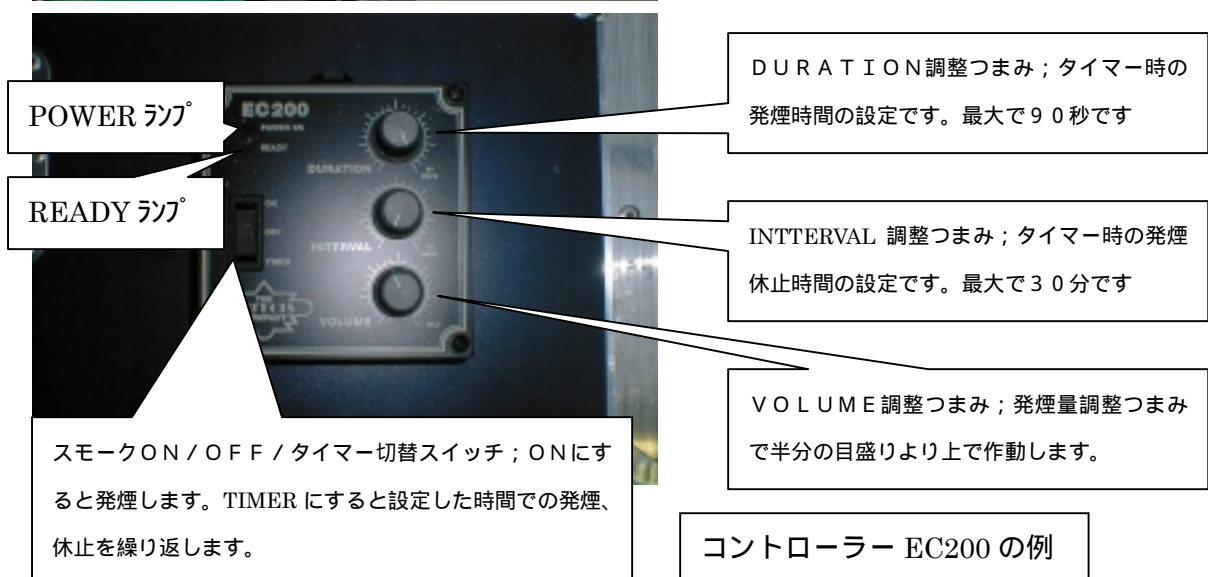 POWER ﾗﾝﾌﾟ
READY ﾗﾝﾌﾟ
EC200
POWER ON
READY
DURATION
ON
OFF
TIMER
INTTERVAL
VOLUME
ＤＵＲＡＴＩＯＮ調整つまみ；タイマー時の
発煙時間の設定です。最大で９０秒です
INTTERVAL 調整つまみ；タイマー時の発煙
休止時間の設定です。最大で３０分です
ＶＯＬＵＭＥ調整つまみ；発煙量調整つまみ
で半分の目盛りより上で作動します。
スモークＯＮ/ＯＦＦ/タイマー切替スイッチ；ＯＮにす
ると発煙します。TIMER にすると設定した時間での発煙、
休止を繰り返します。
コントローラー EC200 の例